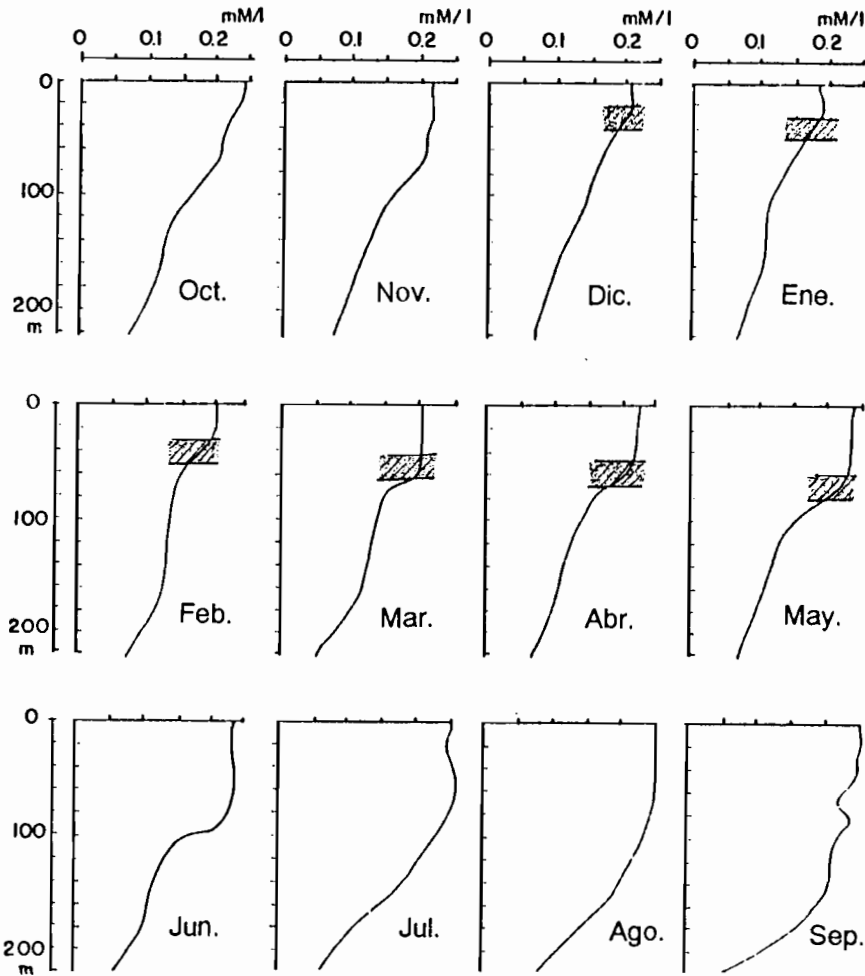 mM/l mM/l mM/l mM/l
0 0.1 0.2 0 0.1 0.2 0 0.1 0.2 0 0.1 0.2
0
100
200
m
Oct. Nov. Dic. Ene.
0
100
200
m
Feb. Mar. Abr. May.
0
100
200
m
Jun. Jul. Ago. Sep.